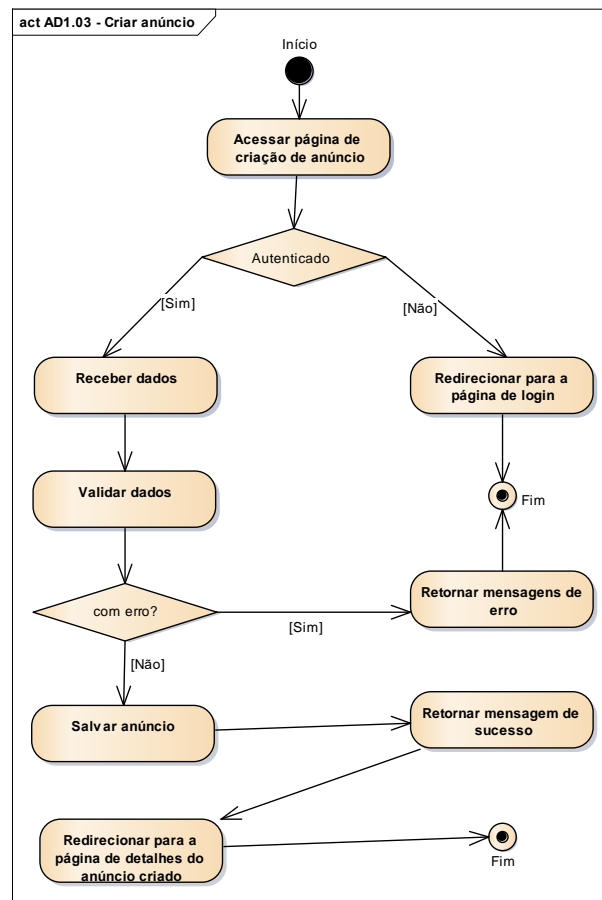 act AD1.03 - Criar anúncio
Início
Acessar página de
criação de anúncio
Autenticado
[Sim]
[Não]
Receber dados
Redirecionar para a
página de login
Validar dados
Fim
com erro?
[Sim]
Retornar mensagens de
erro
[Não]
Salvar anúncio
Retornar mensagem de
sucesso
Redirecionar para a
página de detalhes do
anúncio criado
Fim